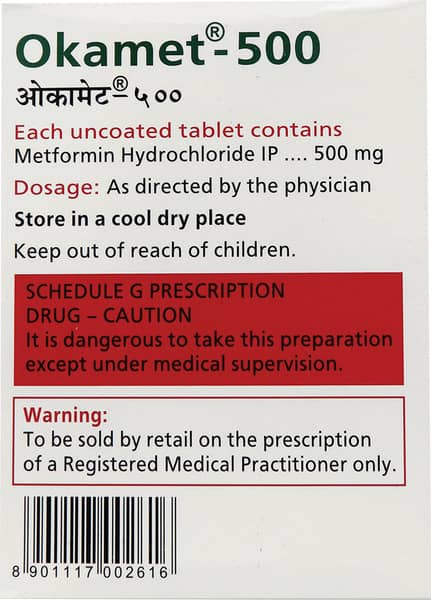 Okamet®-500
ओकामेट®-५००
Each uncoated tablet contains
Metformin Hydrochloride IP .... 500 mg
Dosage: As directed by the physician
Store in a cool dry place
Keep out of reach of children.
SCHEDULE G PRESCRIPTION
DRUG – CAUTION
It is dangerous to take this preparation
except under medical supervision.
Warning:
To be sold by retail on the prescription
of a Registered Medical Practitioner only.
8 901117 002616